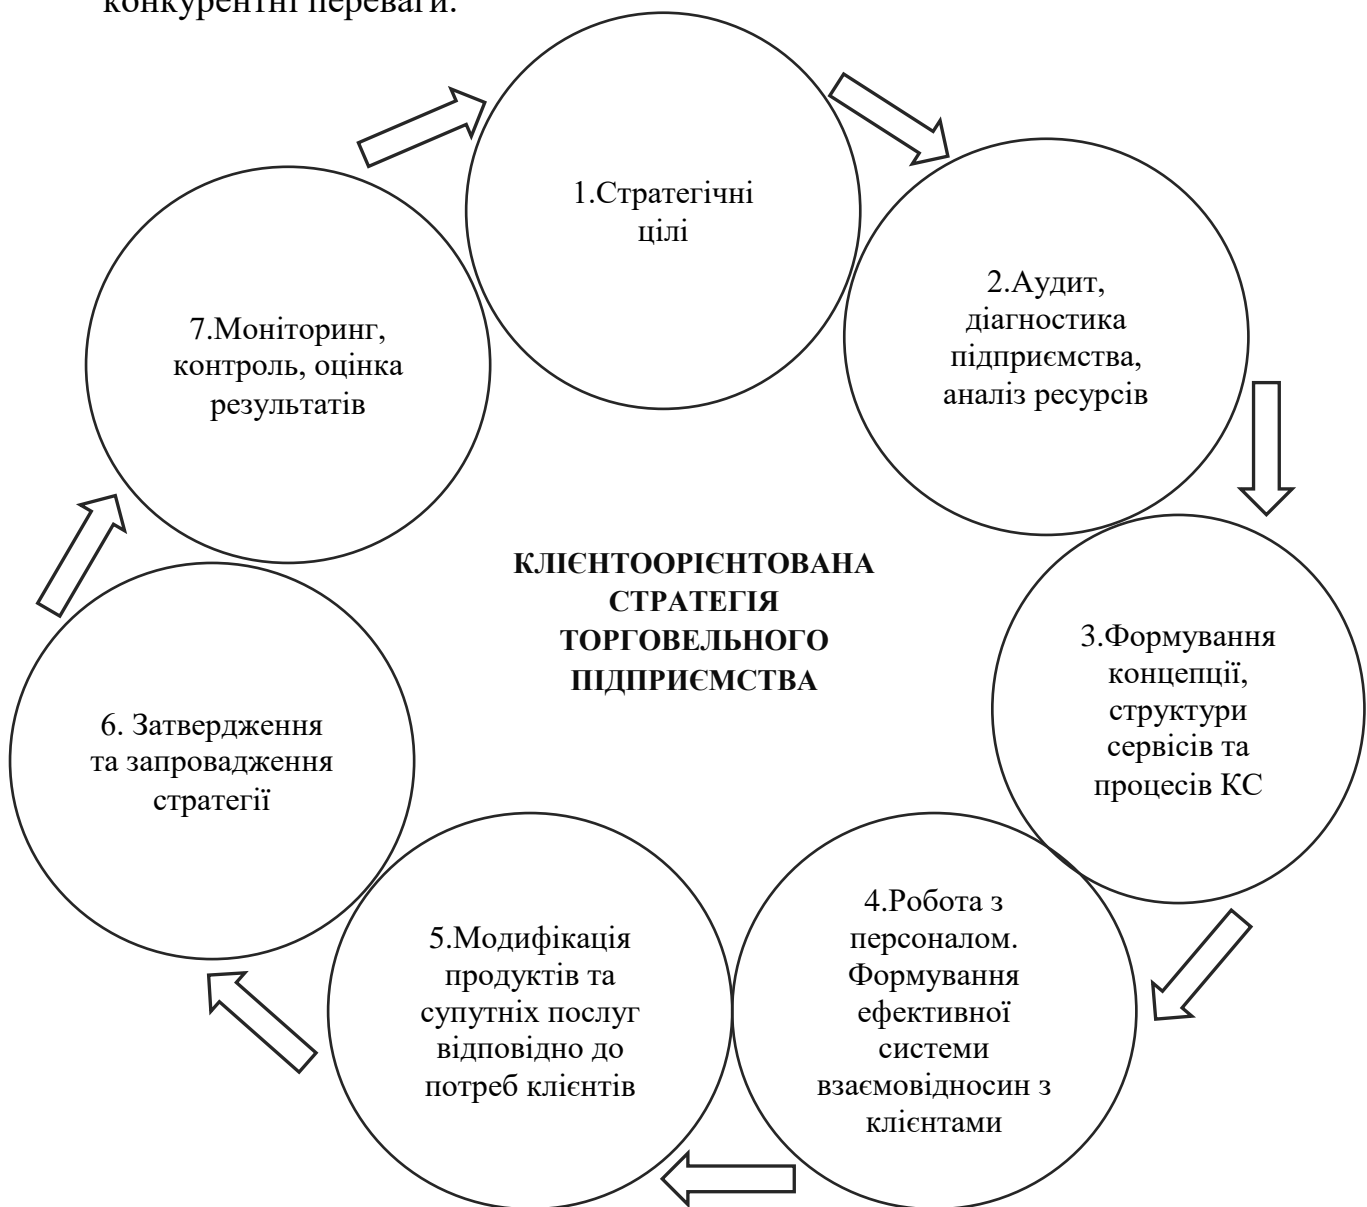 конкурентні переваги.
1.Стратегічні
цілі
2.Аудит,
діагностика
підприємства,
аналіз ресурсів
3.Формування
концепції,
структури
сервісів та
процесів КС
4.Робота з
персоналом.
Формування
ефективної
системи
взаємовідносин з
клієнтами
5.Модифікація
продуктів та
супутніх послуг
відповідно до
потреб клієнтів
6. Затвердження
та запровадження
стратегії
7.Моніторинг,
контроль, оцінка
результатів
КЛІЄНТООРІЄНТОВАНА
СТРАТЕГІЯ
ТОРГОВЕЛЬНОГО
ПІДПРИЄМСТВА